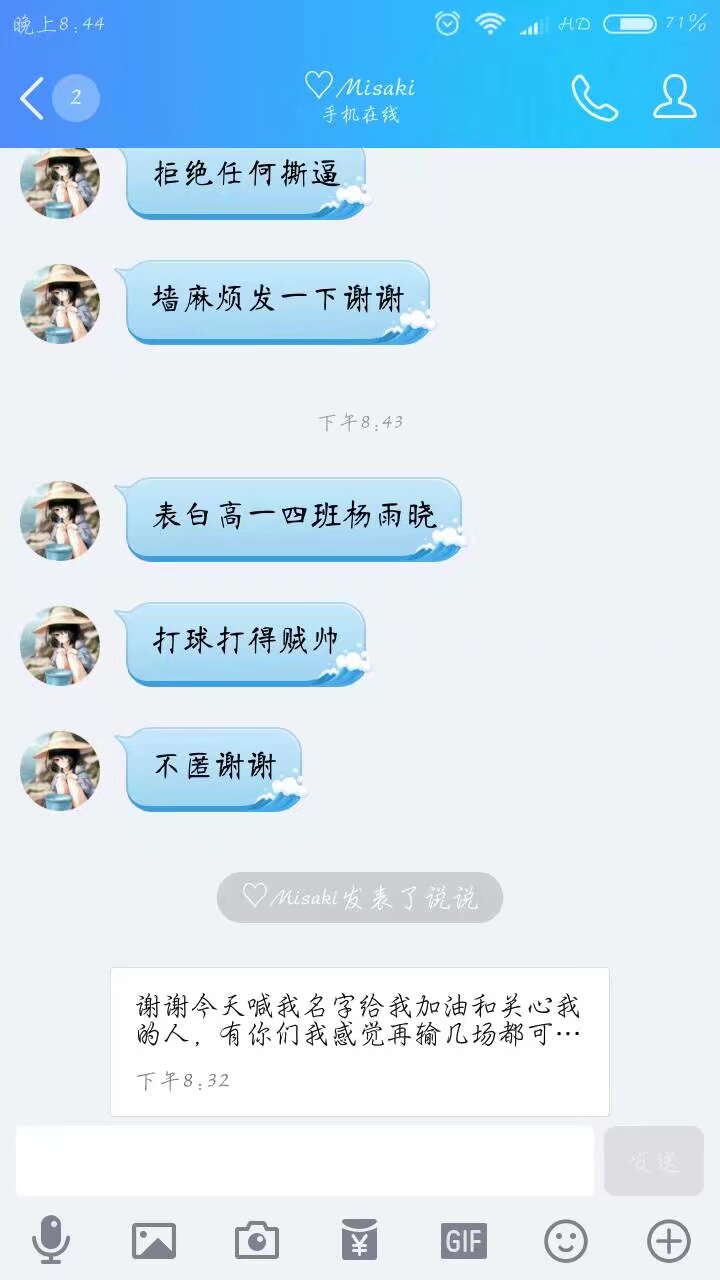 晚上8:44
HD
71%
2
♡Misaki
手机在线
拒绝任何撕逼
墙麻烦发一下谢谢
下午8:43
表白高一四班杨雨晓
打球打得贼帅
不匿谢谢
♡Misaki发表了说说
谢谢今天喊我名字给我加油和关心我
的人，有你们我感觉再输几场都可…
下午8:32
发送
GIF